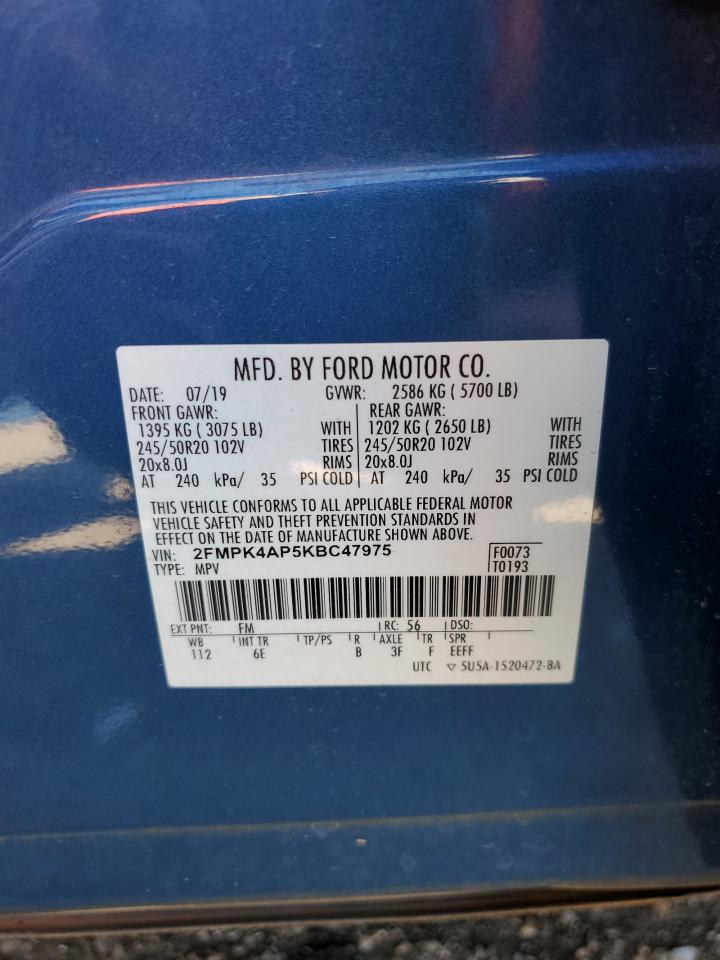 MFD. BY FORD MOTOR CO.
DATE: 07/19 GVWR: 2586 KG ( 5700 LB)
FRONT GAWR: REAR GAWR:
1395 KG ( 3075 LB) WITH 1202 KG ( 2650 LB) WITH
245/50R20 102V TIRES 245/50R20 102V TIRES
20x8.0J RIMS 20x8.0J RIMS
AT 240 kPa/ 35 PSI COLD AT 240 kPa/ 35 PSI COLD
THIS VEHICLE CONFORMS TO ALL APPLICABLE FEDERAL MOTOR
VEHICLE SAFETY AND THEFT PREVENTION STANDARDS IN
EFFECT ON THE DATE OF MANUFACTURE SHOWN ABOVE.
VIN: 2FMPK4AP5KBC47975 F0073
TYPE: MPV T0193
EXT PNT: FM RC: 56 DSO:
WB INT TR TP/PS R AXLE TR SPR
112 6E B 3F F EEFF
UTC ▽ 5U5A-1520472-BA